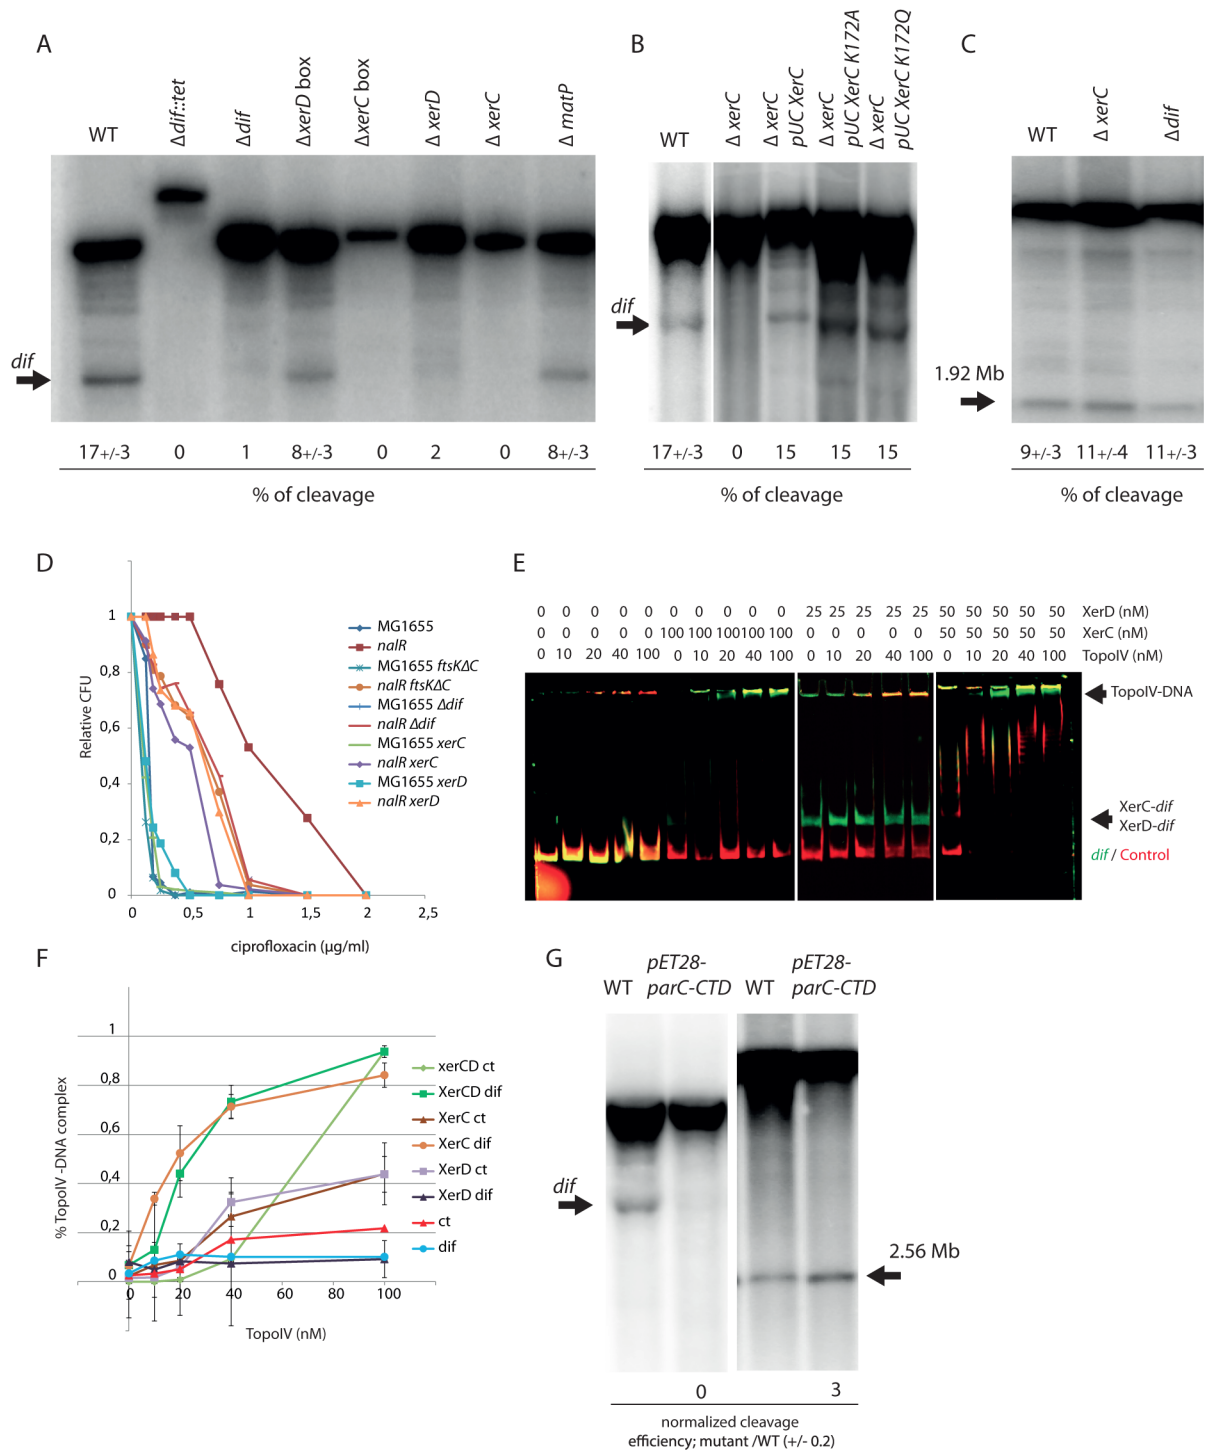 A
WT
Δdif::tet
Δdif
ΔxerD box
ΔxerC box
Δ xerD
Δ xerC
Δ matP
dif
17+/-3 0 1 8+/-3 0 2 0 8+/-3
% of cleavage
B
WT
Δ xerC
Δ xerC
pUC XerC
Δ xerC
pUC XerC K172A
Δ xerC
pUC XerC K172Q
dif
17+/-3 0 15 15 15
% of cleavage
C
WT
Δ xerC
Δdif
1.92 Mb
9+/-3 11+/-4 11+/-3
% of cleavage
D
1
0,8
0,6
0,4
0,2
0
Relative CFU
0 0,5 1 1,5 2 2,5
ciprofloxacin (µg/ml)
MG1655
nalR
MG1655 ftsKΔC
nalR ftsKΔC
MG1655 Δdif
nalR Δdif
MG1655 xerC
nalR xerC
MG1655 xerD
nalR xerD
E
0 0 0 0 0 0 0 0 0 0 25 25 25 25 25 50 50 50 50 50 XerD (nM)
0 0 0 0 0 100 100 100 100 100 0 0 0 0 0 50 50 50 50 50 XerC (nM)
0 10 20 40 100 0 10 20 40 100 0 10 20 40 100 0 10 20 40 100 TopoIV (nM)
TopoIV-DNA
XerC-dif
XerD-dif
dif / Control
F
1
0,8
0,6
0,4
0,2
0
% TopoIV -DNA complex
0 20 40 60 80 100
TopoIV (nM)
xerCD ct
XerCD dif
XerC ct
XerC dif
XerD ct
XerD dif
ct
dif
G
WT
pET28-
parC-CTD
WT
pET28-
parC-CTD
dif
2.56 Mb
0 3
normalized cleavage
efficiency; mutant /WT (+/- 0.2)